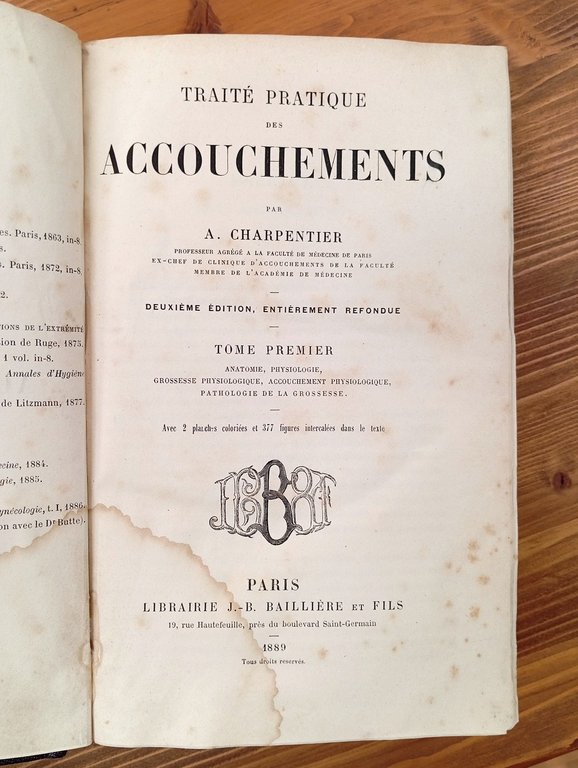 es. Paris, 1863, in-8.
s.
s. Paris, 1872, in-8,
2.
TIONS DE L'EXTRÉMITÉ
sion de Ruge, 1875.
1 vol. in-8.
Annales d'Hygiène
de Litzmann, 1877.
ecine, 1884.
gie, 1885.
ynécologie, t. I, 1886.
on avec le Dr Butte).
TRAITÉ PRATIQUE
DES
ACCOUCHEMENTS
PAR
A. CHARPENTIER
PROFESSEUR AGRÉGÉ A LA FACULTÉ DE MÉDECINE DE PARIS
EX-CHEF DE CLINIQUE D'ACCOUCHEMENTS DE LA FACULTÉ
MEMBRE DE L'ACADÉMIE DE MÉDECINE
DEUXIÈME ÉDITION, ENTIÈREMENT REFONDUE
TOME PREMIER
ANATOMIE, PHYSIOLOGIE,
GROSSESSE PHYSIOLOGIQUE, ACCOUCHEMENT PHYSIOLOGIQUE,
PATHOLOGIE DE LA GROSSESSE.
Avec 2 planches coloriées et 377 figures intercalées dans le texte
PARIS
LIBRAIRIE J.-B. BAILLIÈRE ET FILS
19, rue Hautefeuille, près du boulevard Saint-Germain
1889
Tous droits reservés.